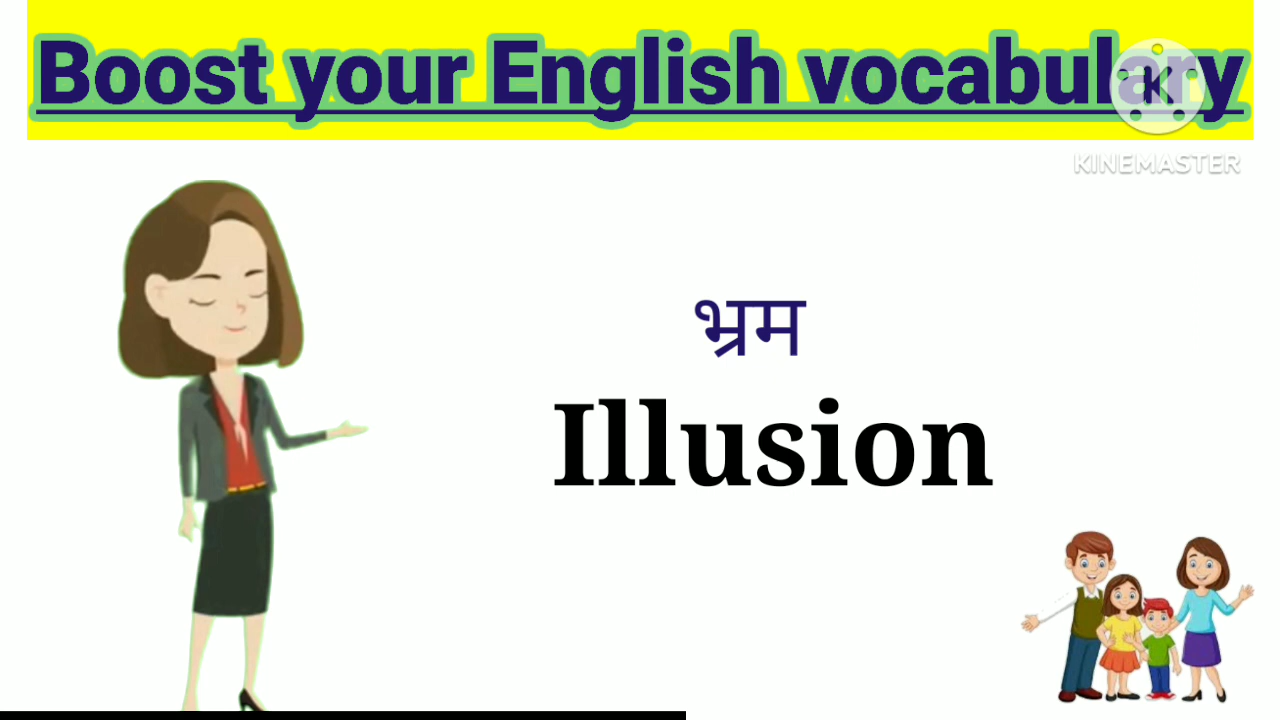 Boost your English vocabulary
K
KINEMASTER
भ्रम
Illusion